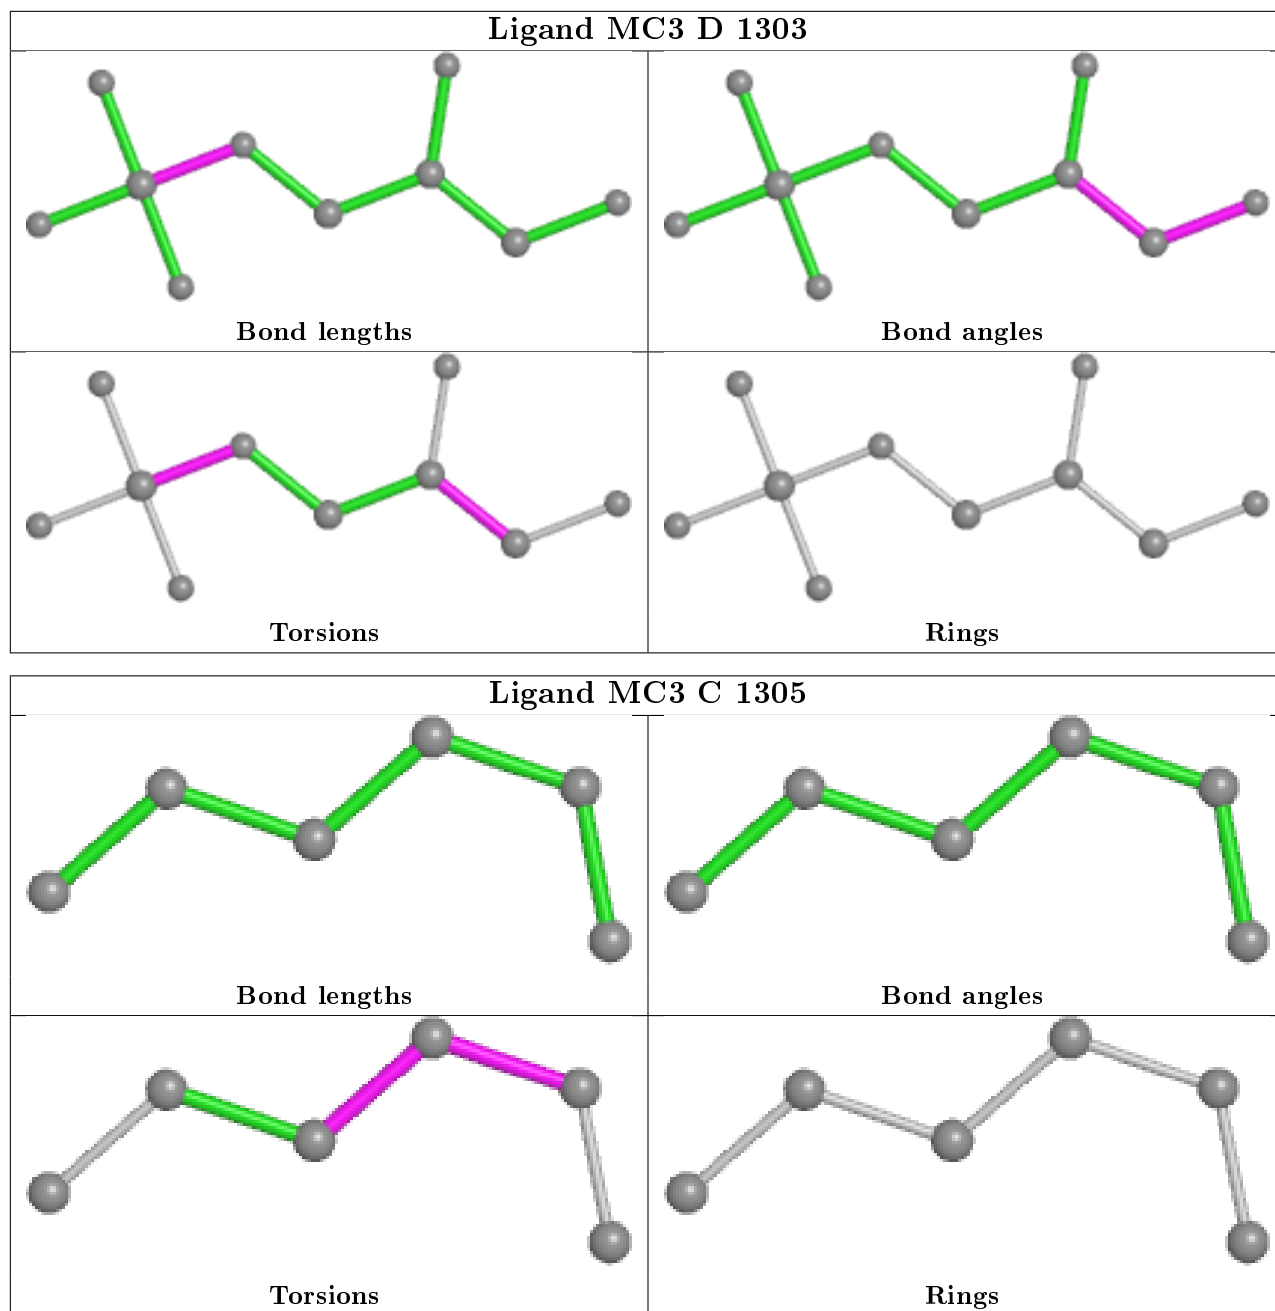 Ligand MC3 D 1303
Bond lengths
Bond angles
Torsions
Rings
Ligand MC3 C 1305
Bond lengths
Bond angles
Torsions
Rings